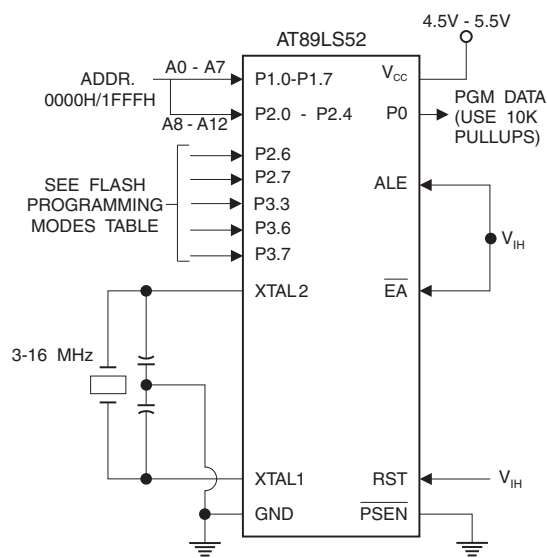 4.5V - 5.5V
AT89LS52
A0 - A7
ADDR.
0000H/1FFFH
P1.0-P1.7
VCC
A8 - A12
P2.0 - P2.4
P0
PGM DATA
(USE 10K
PULLUPS)
P2.6
P2.7
SEE FLASH
PROGRAMMING
MODES TABLE
P3.3
P3.6
P3.7
ALE
VIH
EA
XTAL2
3-16 MHz
XTAL1
RST
VIH
GND
PSEN